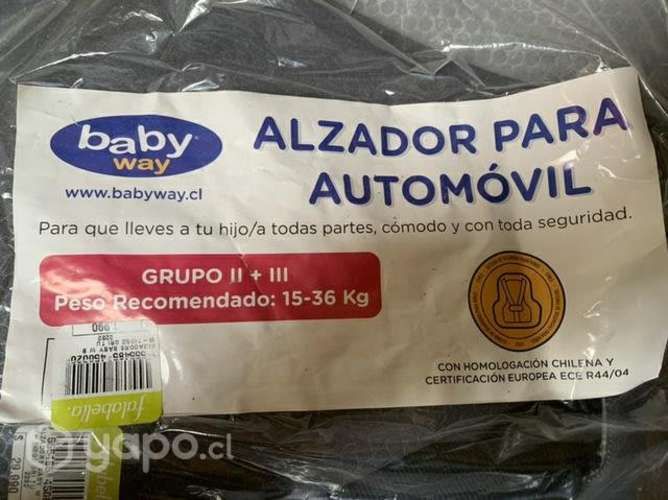 baby
way
www.babyway.cl
ALZADOR PARA
AUTOMÓVIL
Para que lleves a tu hijo/a todas partes, cómodo y con toda seguridad.
GRUPO II + III
Peso Recomendado: 15-36 Kg
CON HOMOLOGACIÓN CHILENA Y
CERTIFICACIÓN EUROPEA ECE R44/04
falabella.
yapo.cl